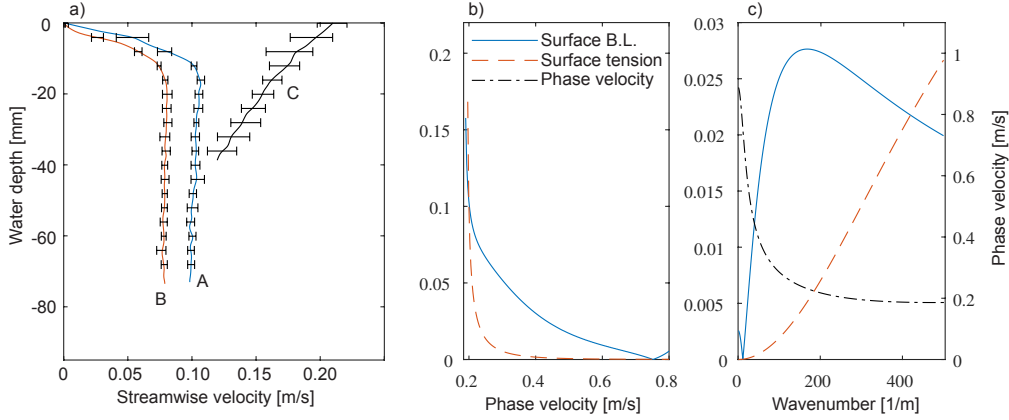 a)
0
-20
-40
-60
-80
Water depth [mm]
0
0.05
0.10
0.15
0.20
Streamwise velocity [m/s]
A
B
C
b)
0.2
0.15
0.1
0.05
0
0.2
0.4
0.6
0.8
Phase velocity [m/s]
Surface B.L.
Surface tension
Phase velocity
c)
0.03
0.025
0.02
0.015
0.01
0.005
0
0
200
400
Wavenumber [1/m]
1
0.8
0.6
0.4
0.2
0
Phase velocity [m/s]